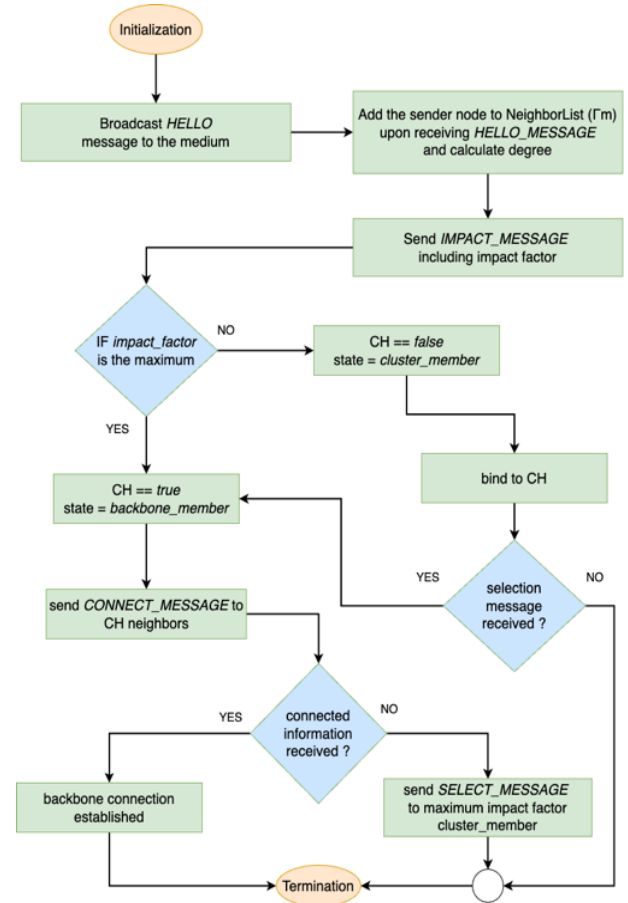 Initialization
Broadcast HELLO
message to the medium
Add the sender node to NeighborList (Γm)
upon receiving HELLO_MESSAGE
and calculate degree
Send IMPACT_MESSAGE
including impact factor
IF impact_factor
is the maximum
NO
CH == false
state = cluster_member
YES
bind to CH
CH == true
state = backbone_member
selection
message
received ?
YES
NO
send CONNECT_MESSAGE to
CH neighbors
connected
information
received ?
YES
NO
backbone connection
established
send SELECT_MESSAGE
to maximum impact factor
cluster_member
Termination